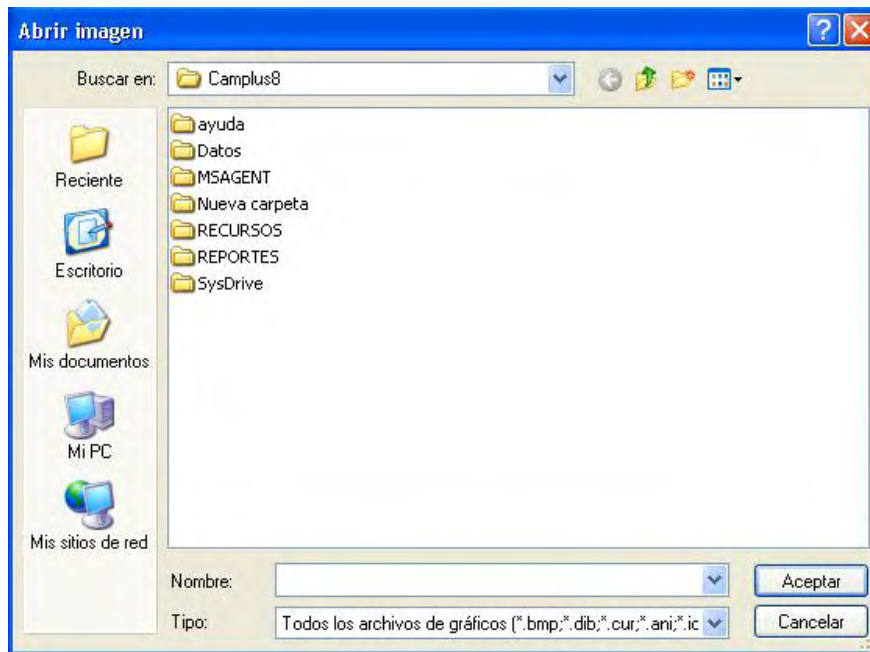 Abrir imagen
Buscar en: Camplus8
Reciente
Escritorio
Mis documentos
Mi PC
Mis sitios de red
ayuda
Datos
MSAGENT
Nueva carpeta
RECURSOS
REPORTES
SysDrive
Nombre:
Aceptar
Tipo: Todos los archivos de gráficos (*.bmp;*.dib;*.cur;*.ani;*.ic
Cancelar